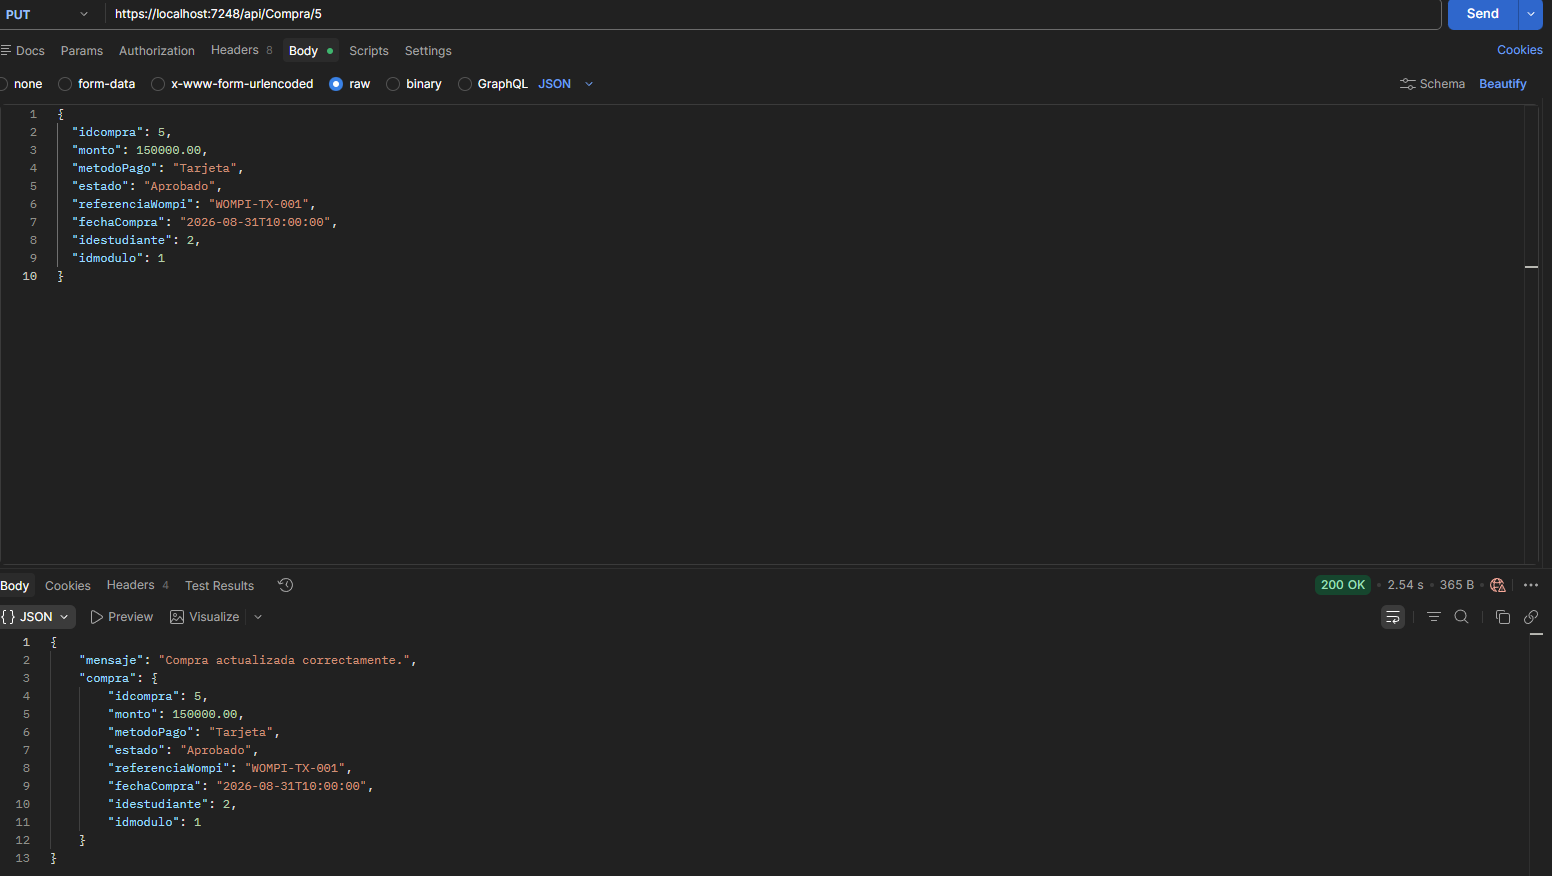 PUT https://localhost:7248/api/Compra/5 Send
Docs Params Authorization Headers 8 Body Scripts Settings Cookies
none form-data x-www-form-urlencoded raw binary GraphQL JSON Schema Beautify
1 {
2 "idcompra": 5,
3 "monto": 150000.00,
4 "metodoPago": "Tarjeta",
5 "estado": "Aprobado",
6 "referenciaWompi": "WOMPI-TX-001",
7 "fechaCompra": "2026-08-31T10:00:00",
8 "idestudiante": 2,
9 "idmodulo": 1
10 }
Body Cookies Headers 4 Test Results 200 OK 2.54 s 365 B
{} JSON Preview Visualize
1 {
2 "mensaje": "Compra actualizada correctamente.",
3 "compra": {
4 "idcompra": 5,
5 "monto": 150000.00,
6 "metodoPago": "Tarjeta",
7 "estado": "Aprobado",
8 "referenciaWompi": "WOMPI-TX-001",
9 "fechaCompra": "2026-08-31T10:00:00",
10 "idestudiante": 2,
11 "idmodulo": 1
12 }
13 }